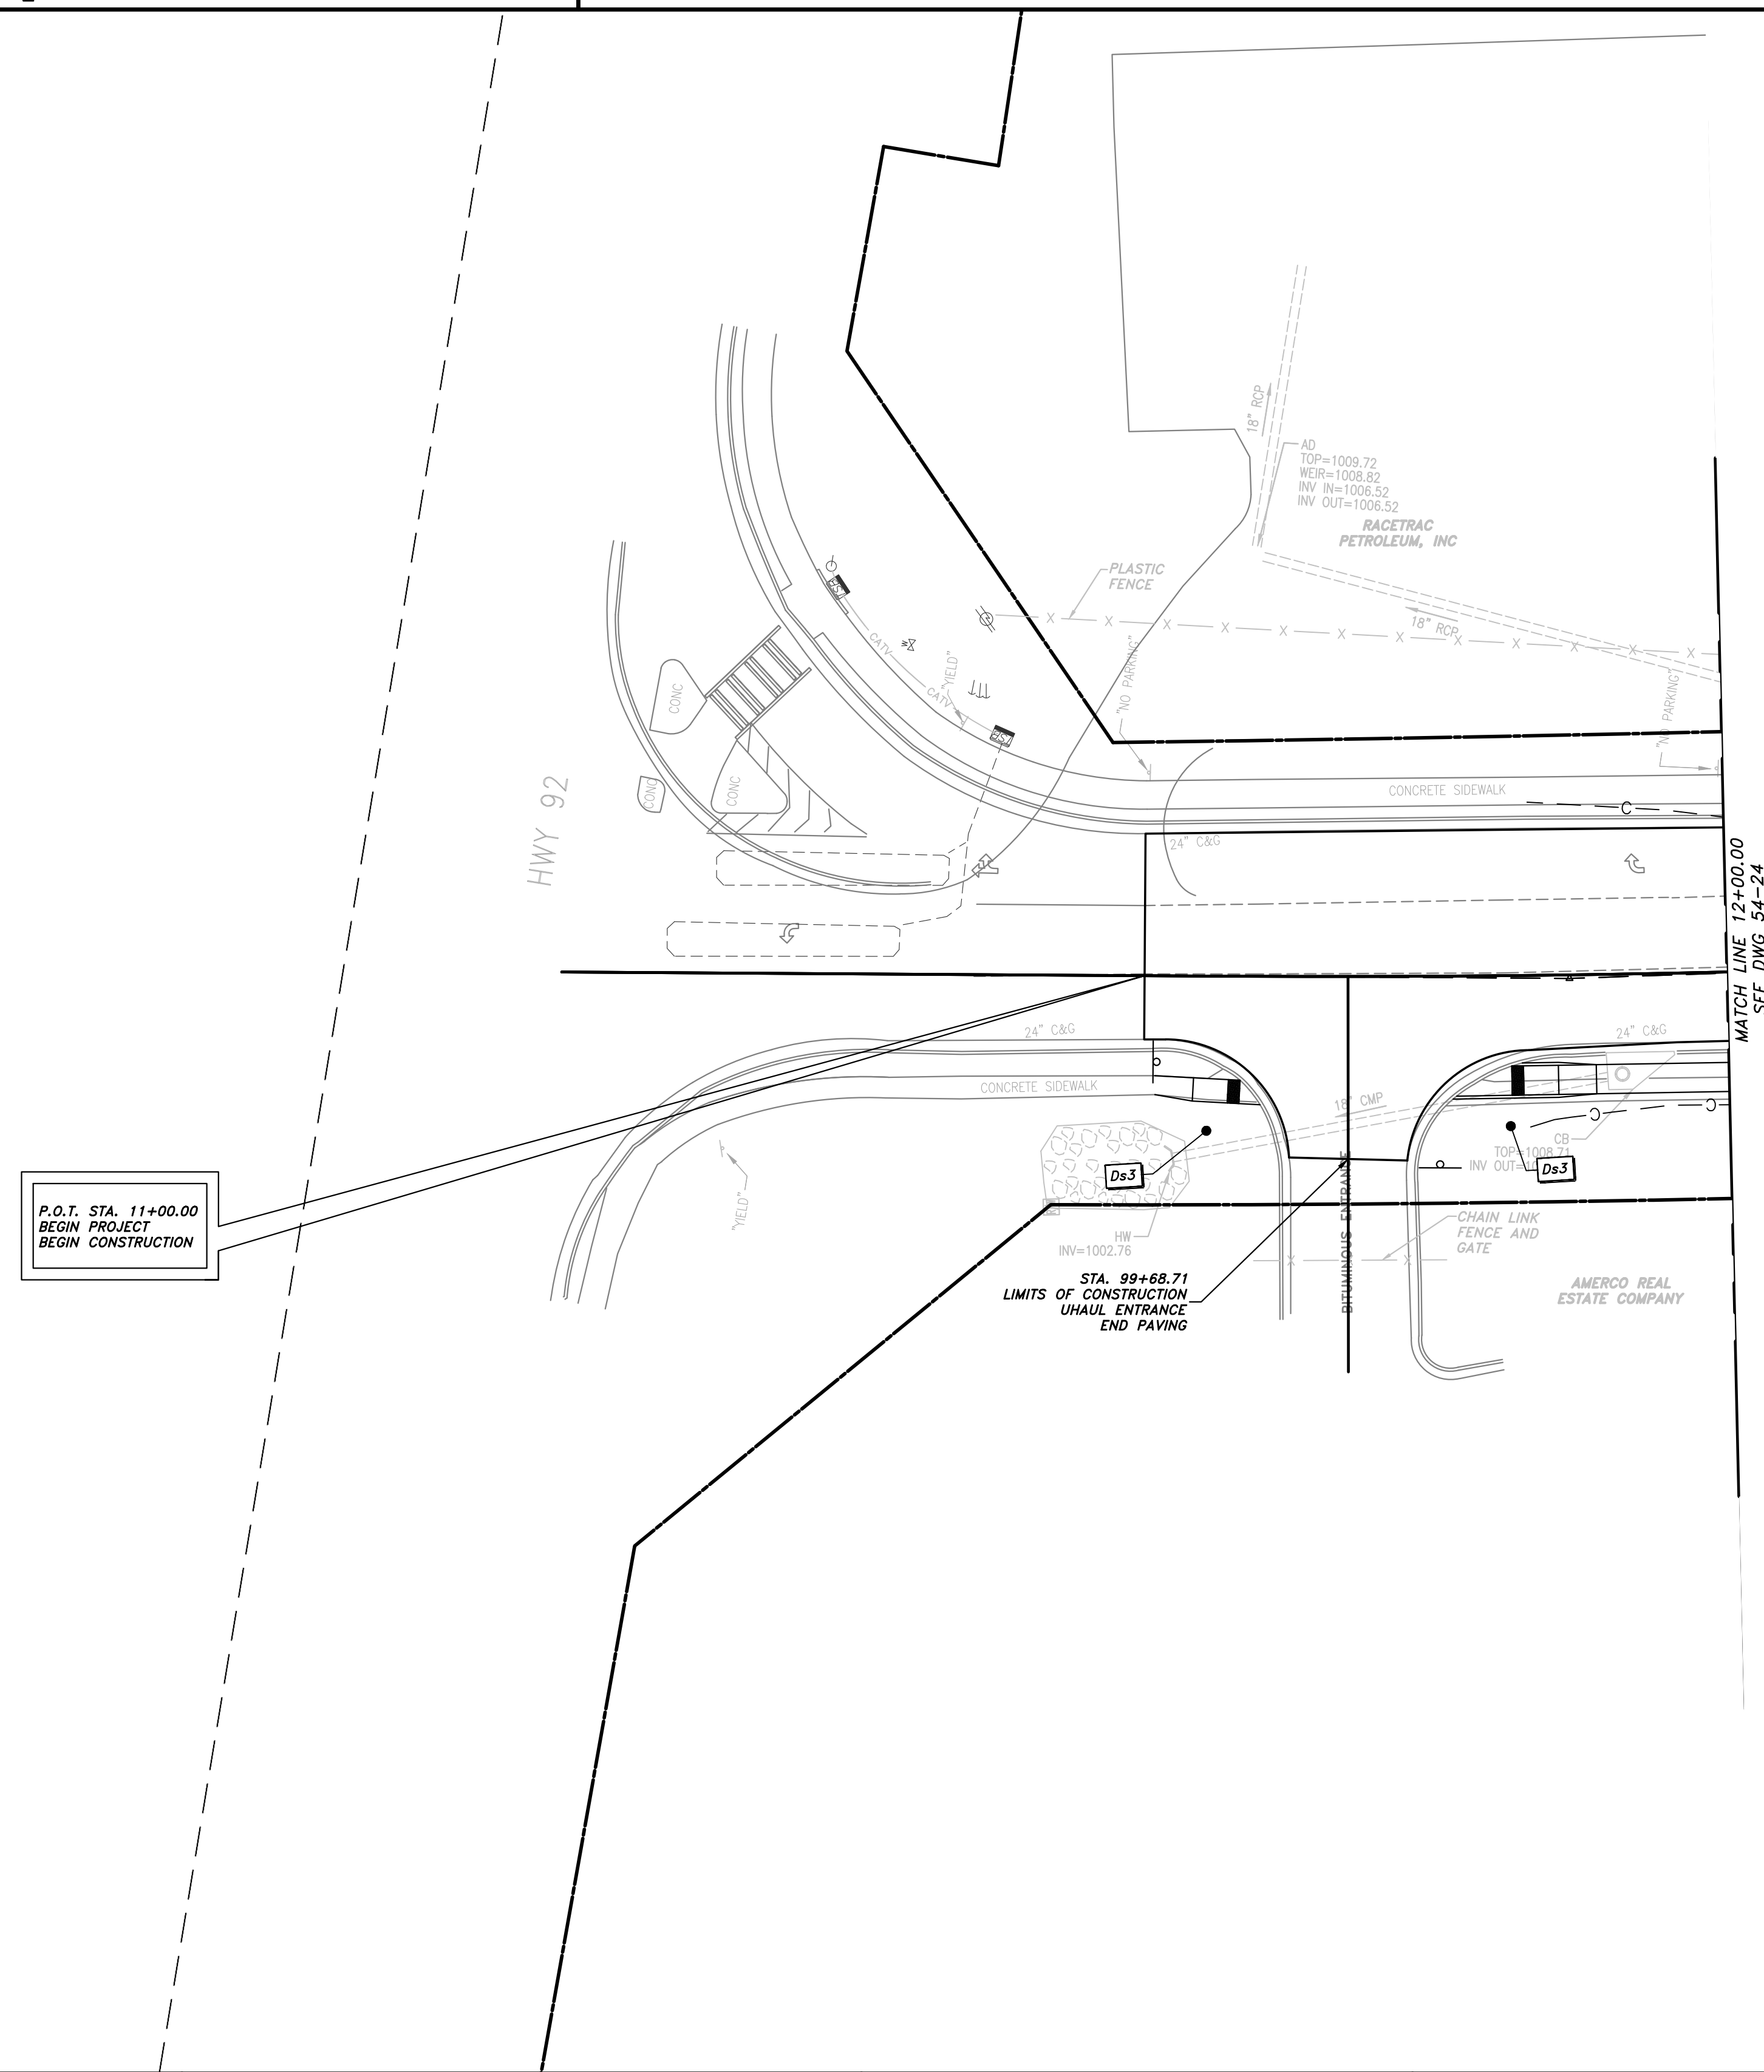 18" RCP
AD
TOP=1009.72
WEIR=1008.82
INV IN=1006.52
INV OUT=1006.52
RACETRAC
PETROLEUM, INC
PLASTIC
FENCE
18" RCP
CATV
CATV
"YIELD"
"NO PARKING"
"NO PARKING"
CONC
CONC
CONC
HWY 92
CONCRETE SIDEWALK
24" C&G
C
MATCH LINE 12+00.00
SEE DWG 54-24
24" C&G
24" C&G
CONCRETE SIDEWALK
18" CMP
C
C
CB
TOP=1008.71
INV OUT=10
Ds3
Ds3
"YIELD"
HW
INV=1002.76
BITUMINOUS ENTRANCE
CHAIN LINK
FENCE AND
GATE
P.O.T. STA. 11+00.00
BEGIN PROJECT
BEGIN CONSTRUCTION
STA. 99+68.71
LIMITS OF CONSTRUCTION
UHAUL ENTRANCE
END PAVING
AMERCO REAL
ESTATE COMPANY